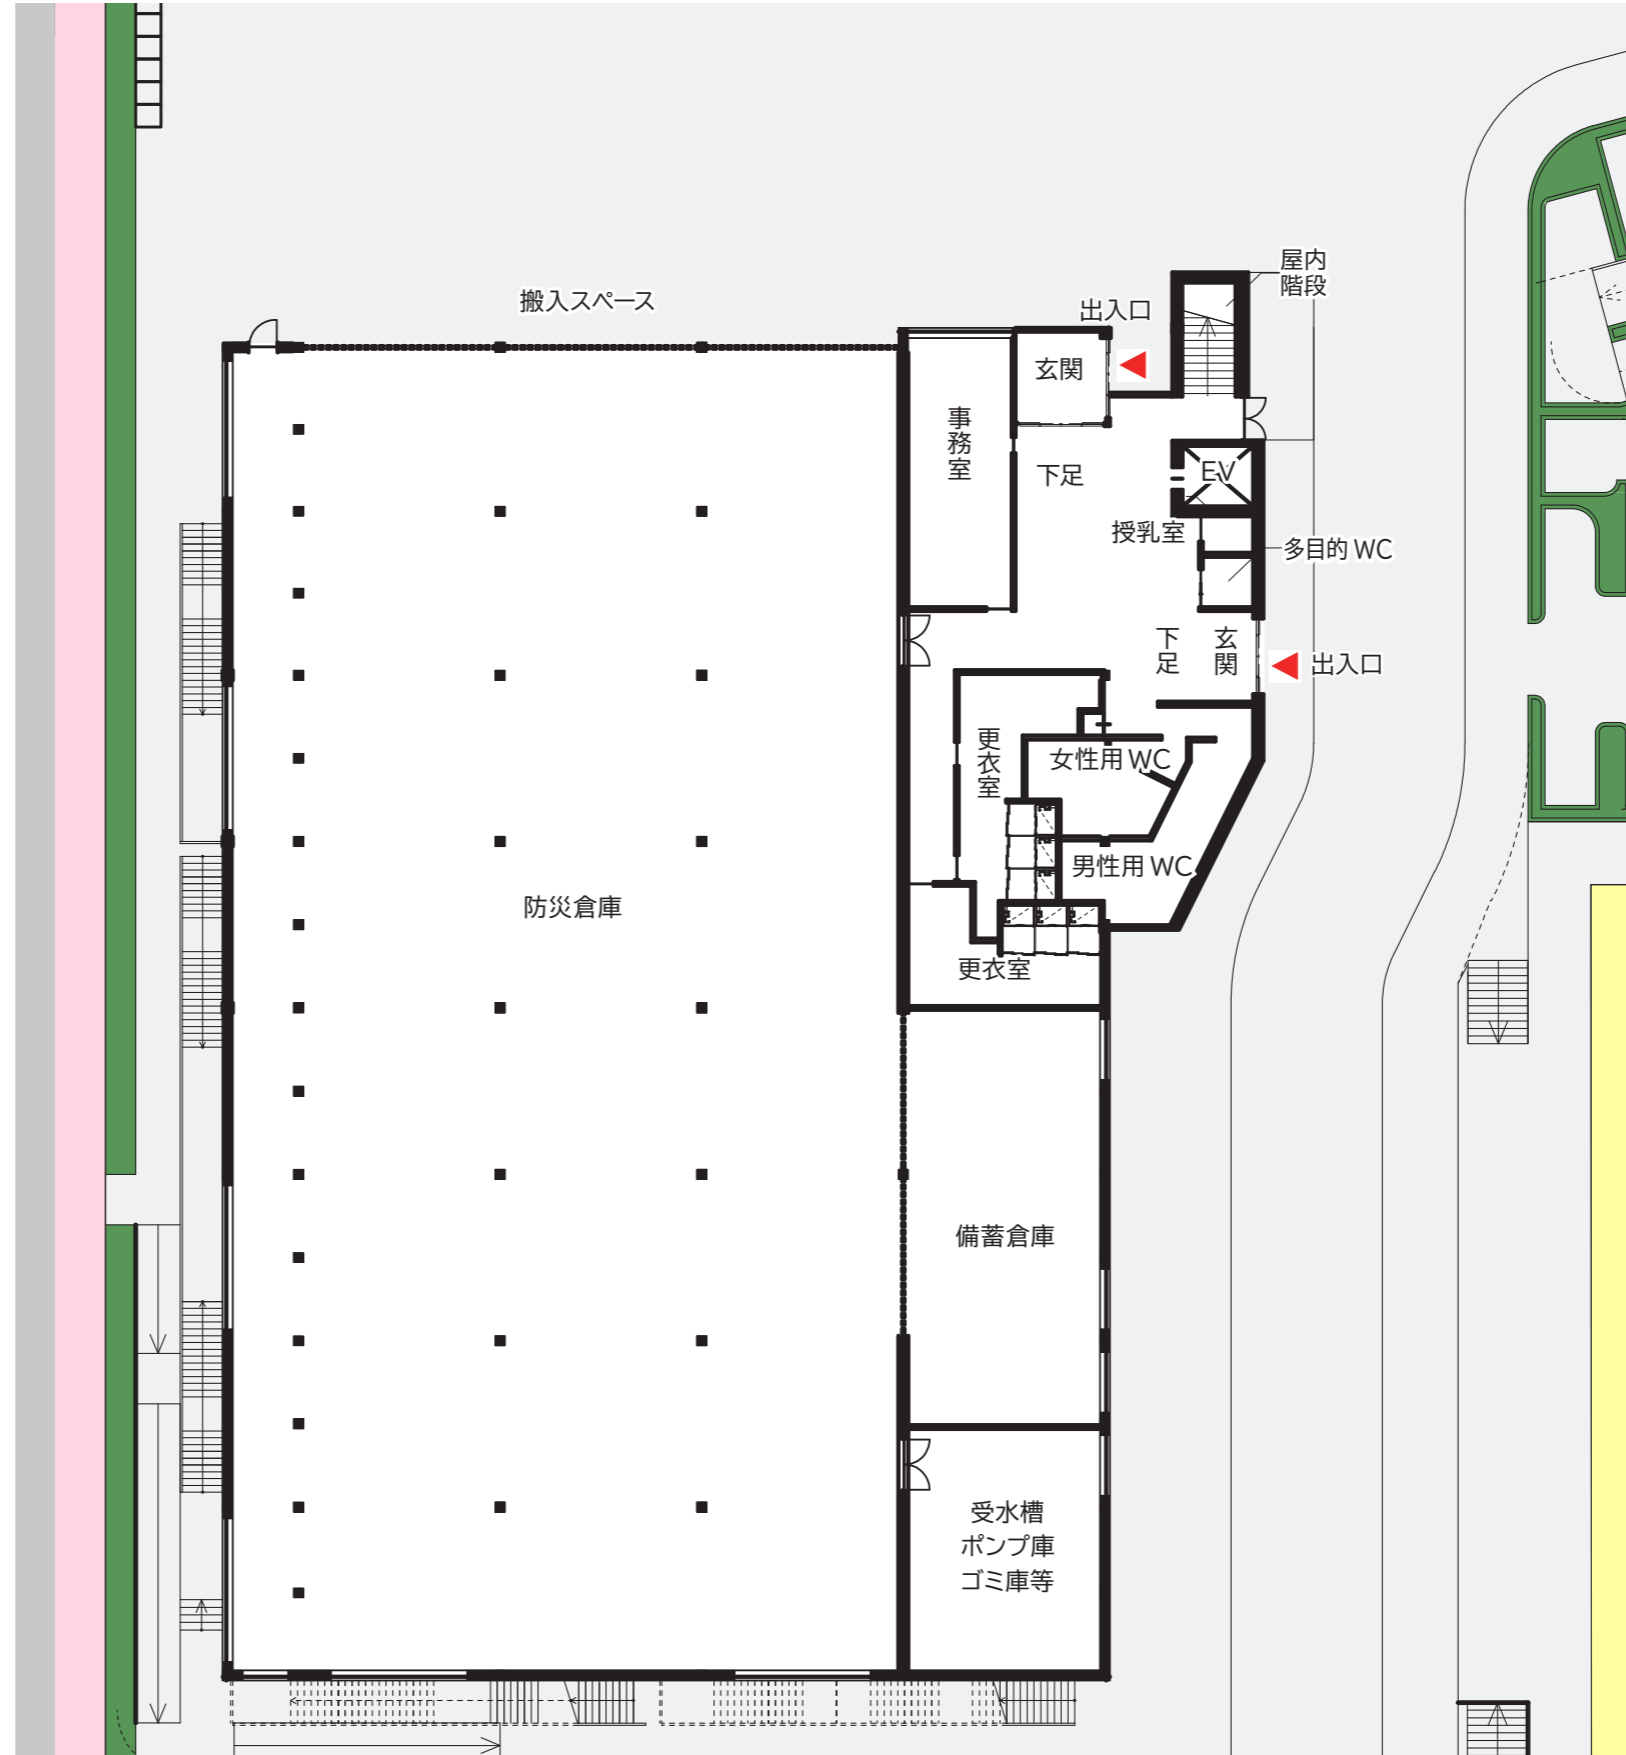 屋内
階段
搬入スペース
出入口
玄関
事務室
下足
EV
授乳室
多目的 WC
下足
玄関
出入口
更衣室
女性用 WC
男性用 WC
防災倉庫
更衣室
備蓄倉庫
受水槽
ポンプ庫
ゴミ庫等